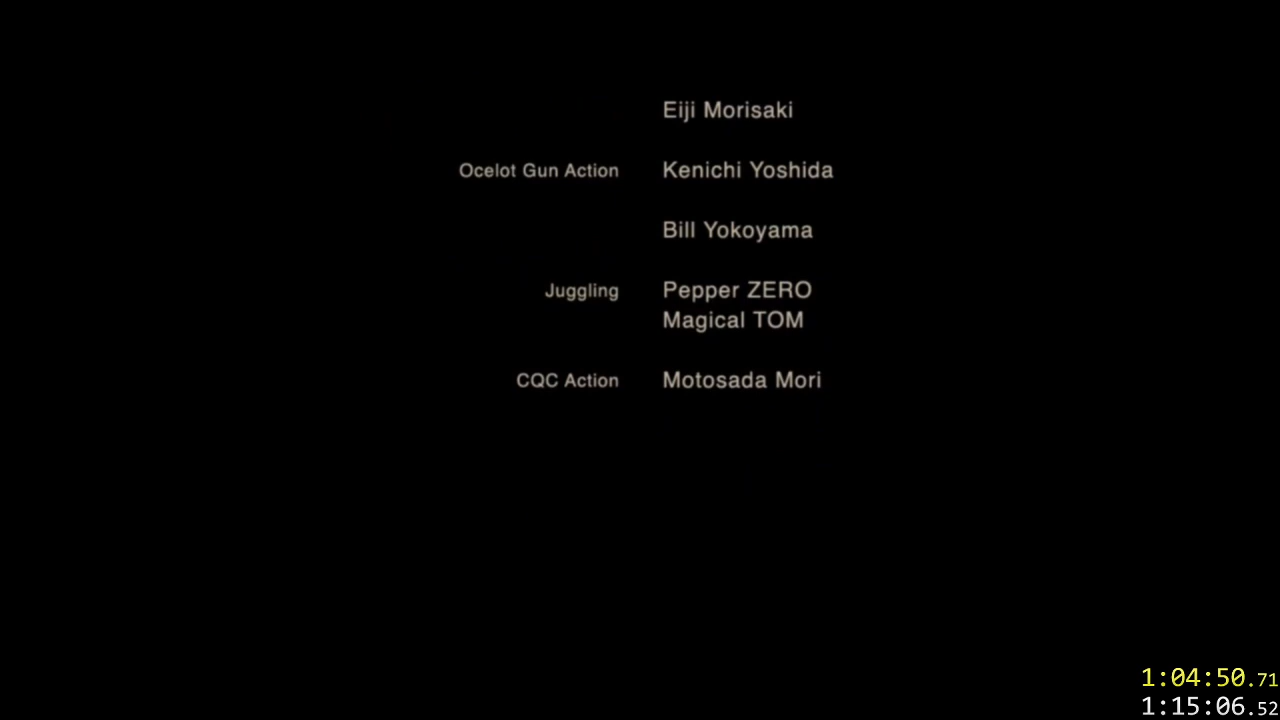 Eiji Morisaki
Ocelot Gun Action Kenichi Yoshida
Bill Yokoyama
Juggling Pepper ZERO
Magical TOM
CQC Action Motosada Mori
1:04:50.71
1:15:06.52